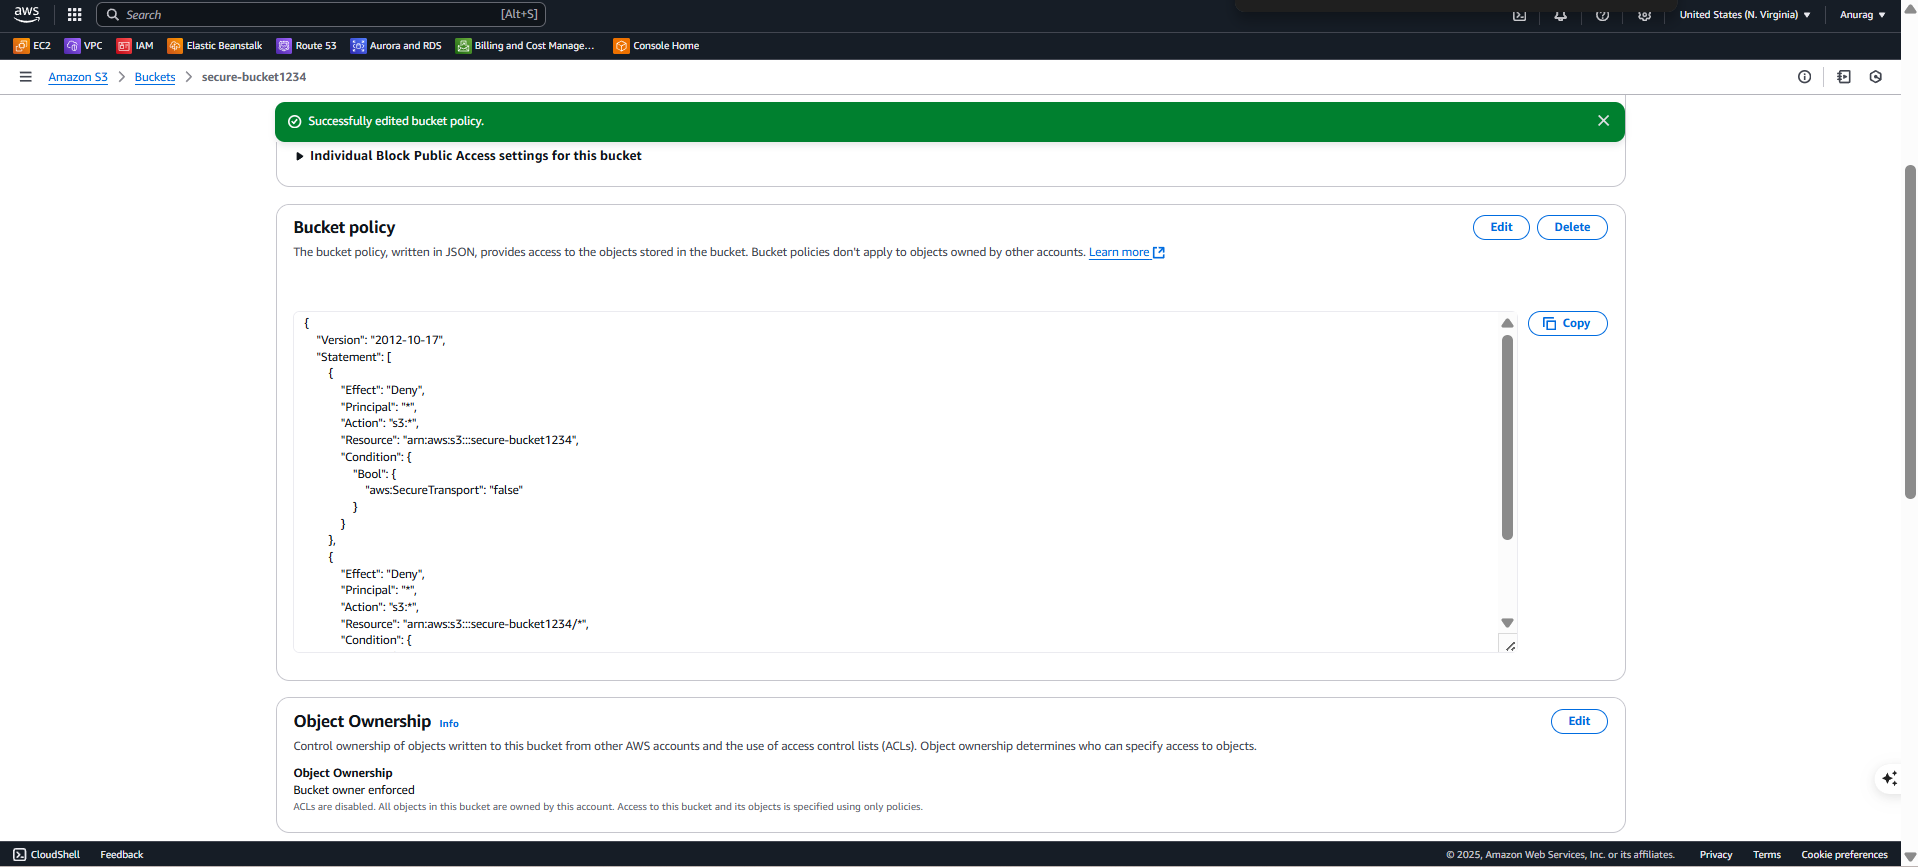 aws
Search [Alt+S]
United States (N. Virginia) Anurag
EC2 VPC IAM Elastic Beanstalk Route 53 Aurora and RDS Billing and Cost Manage... Console Home
Amazon S3 > Buckets > secure-bucket1234
Successfully edited bucket policy.
Individual Block Public Access settings for this bucket
Bucket policy
Edit
Delete
The bucket policy, written in JSON, provides access to the objects stored in the bucket. Bucket policies don't apply to objects owned by other accounts. Learn more
Copy
{
"Version": "2012-10-17",
"Statement": [
{
"Effect": "Deny",
"Principal": "*",
"Action": "s3:*",
"Resource": "arn:aws:s3:::secure-bucket1234",
"Condition": {
"Bool": {
"aws:SecureTransport": "false"
}
}
},
{
"Effect": "Deny",
"Principal": "*",
"Action": "s3:*",
"Resource": "arn:aws:s3:::secure-bucket1234/*",
"Condition": {
Object Ownership Info
Edit
Control ownership of objects written to this bucket from other AWS accounts and the use of access control lists (ACLs). Object ownership determines who can specify access to objects.
Object Ownership
Bucket owner enforced
ACLs are disabled. All objects in this bucket are owned by this account. Access to this bucket and its objects is specified using only policies.
CloudShell Feedback © 2025, Amazon Web Services, Inc. or its affiliates. Privacy Terms Cookie preferences